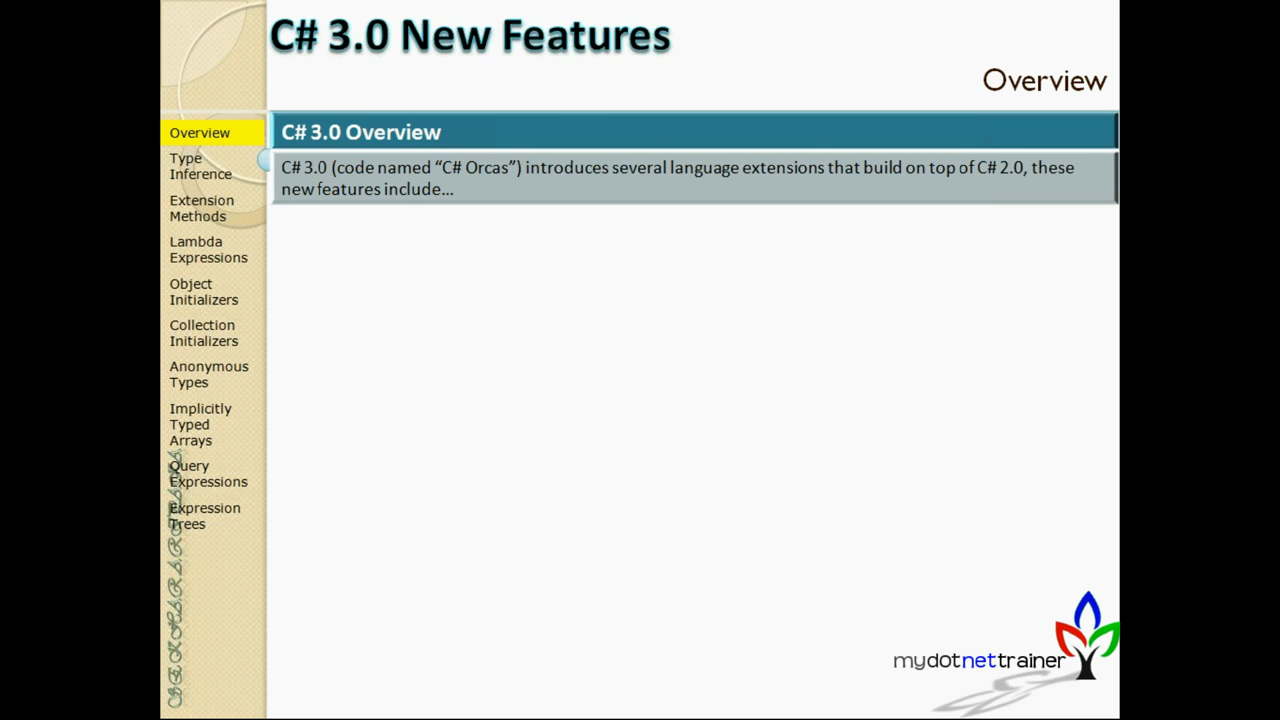 C# 3.0 New Features
Overview
Overview
Type
Inference
Extension
Methods
Lambda
Expressions
Object
Initializers
Collection
Initializers
Anonymous
Types
Implicitly
Typed
Arrays
Query
Expressions
Expression
Trees
C# 3.0 Overview
C# 3.0 (code named “C# Orcas”) introduces several language extensions that build on top of C# 2.0, these
new features include...
mydotnettrainer